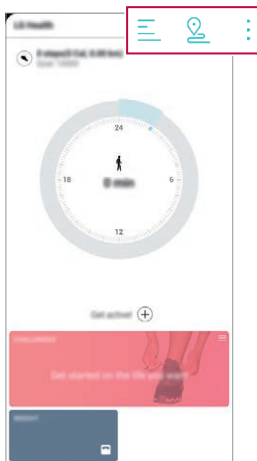 LG Health
24
18
6
0 min
12
Get active!
CHALLENGES
Get started on the life you want
WEIGHT